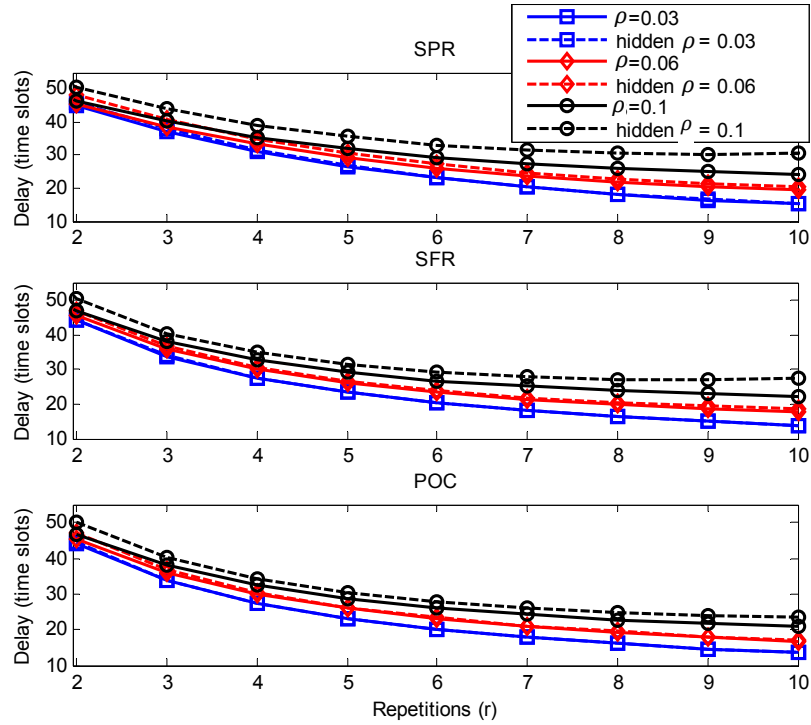 SPR
ρ=0.03
hidden ρ = 0.03
ρ=0.06
hidden ρ = 0.06
ρ=0.1
hidden ρ = 0.1
Delay (time slots)
50
40
30
20
10
2 3 4 5 6 7 8 9 10
SFR
Delay (time slots)
50
40
30
20
10
2 3 4 5 6 7 8 9 10
POC
Delay (time slots)
50
40
30
20
10
2 3 4 5 6 7 8 9 10
Repetitions (r)